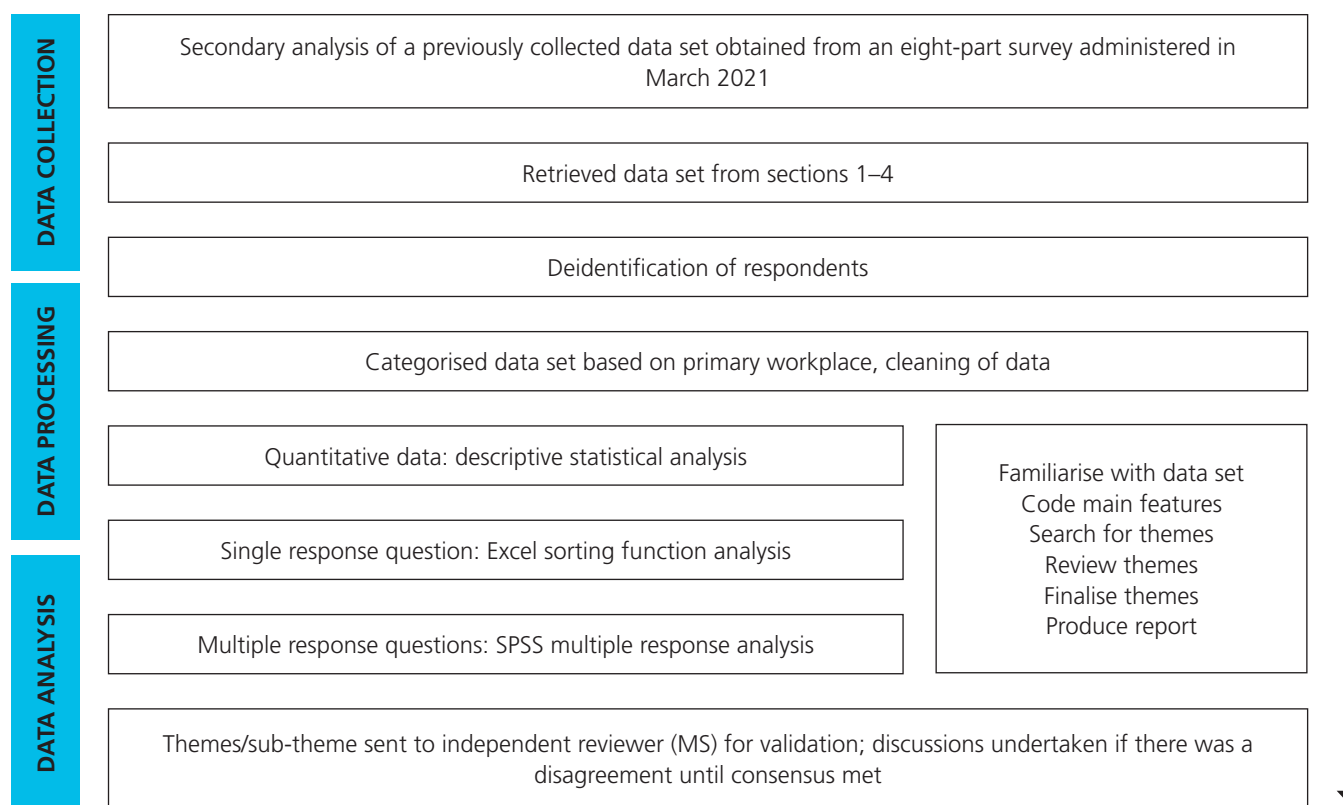 DATA COLLECTION
Secondary analysis of a previously collected data set obtained from an eight-part survey administered in
March 2021
Retrieved data set from sections 1–4
Deidentification of respondents
DATA PROCESSING
Categorised data set based on primary workplace, cleaning of data
Quantitative data: descriptive statistical analysis
Single response question: Excel sorting function analysis
Familiarise with data set
Code main features
Search for themes
Review themes
Finalise themes
Produce report
DATA ANALYSIS
Multiple response questions: SPSS multiple response analysis
Themes/sub-theme sent to independent reviewer (MS) for validation; discussions undertaken if there was a
disagreement until consensus met